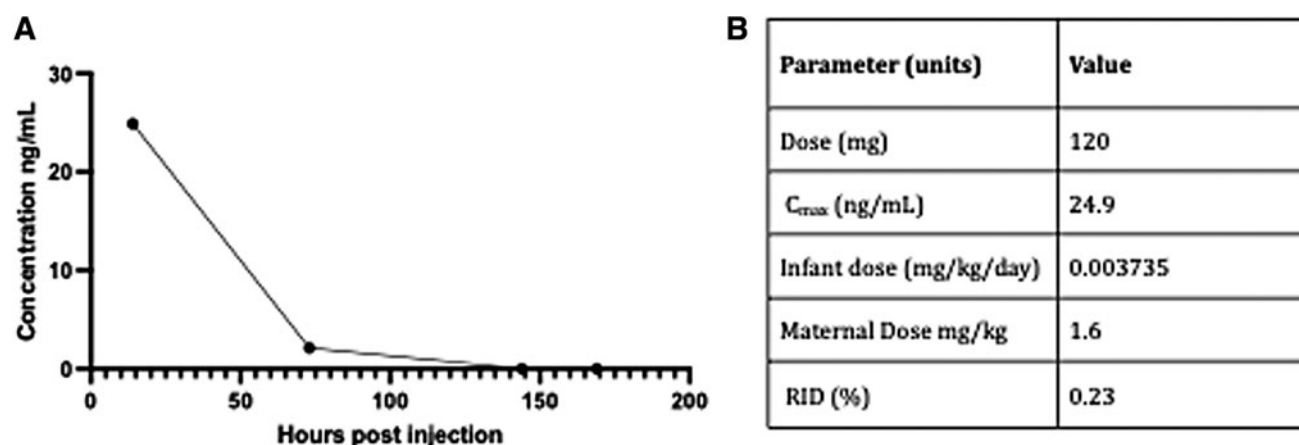 A
Concentration ng/mL
30
20
10
0
0 50 100 150 200
Hours post injection
B
Parameter (units) Value
Dose (mg) 120
Cmax (ng/mL) 24.9
Infant dose (mg/kg/day) 0.003735
Maternal Dose mg/kg 1.6
RID (%) 0.23